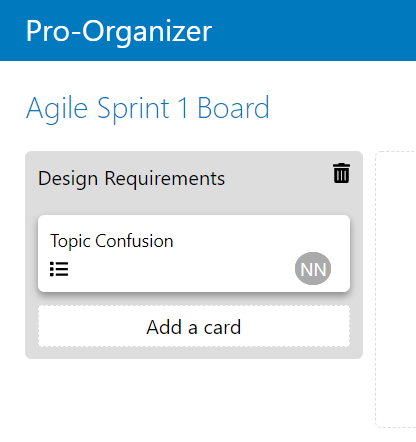 Pro-Organizer
Agile Sprint 1 Board
Design Requirements
Topic Confusion
NN
Add a card